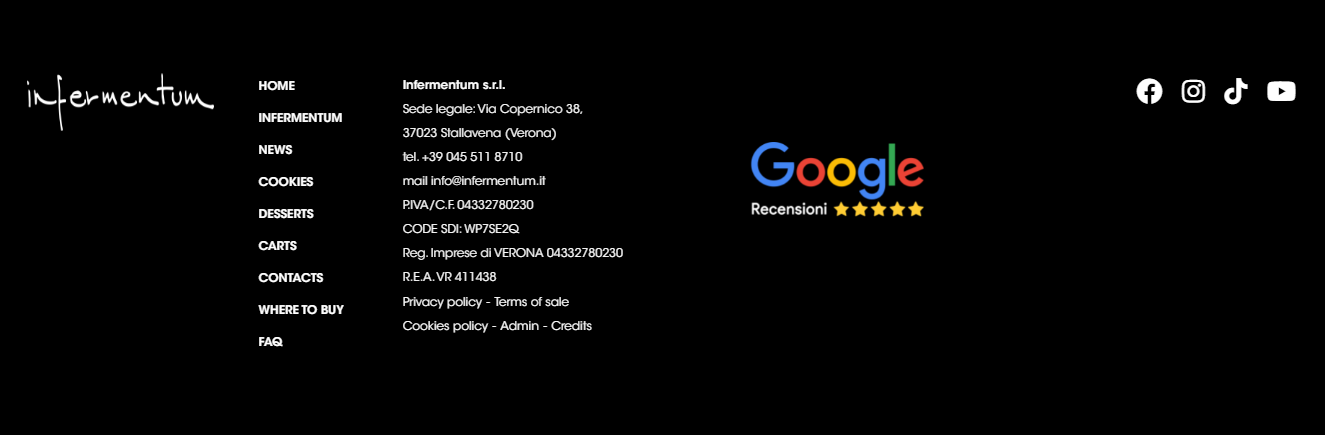 infermentum
HOME
INFERMENTUM
NEWS
COOKIES
DESSERTS
CARTS
CONTACTS
WHERE TO BUY
FAQ
Infermentum s.r.l.
Sede legale: Via Copernico 38,
37023 Stallavena (Verona)
tel. +39 045 511 8710
mail info@infermentum.it
P.IVA/C.F. 04332780230
CODE SDI: WP7SE2Q
Reg. Imprese di VERONA 04332780230
R.E.A. VR 411438
Privacy policy - Terms of sale
Cookies policy - Admin - Credits
Google
Recensioni